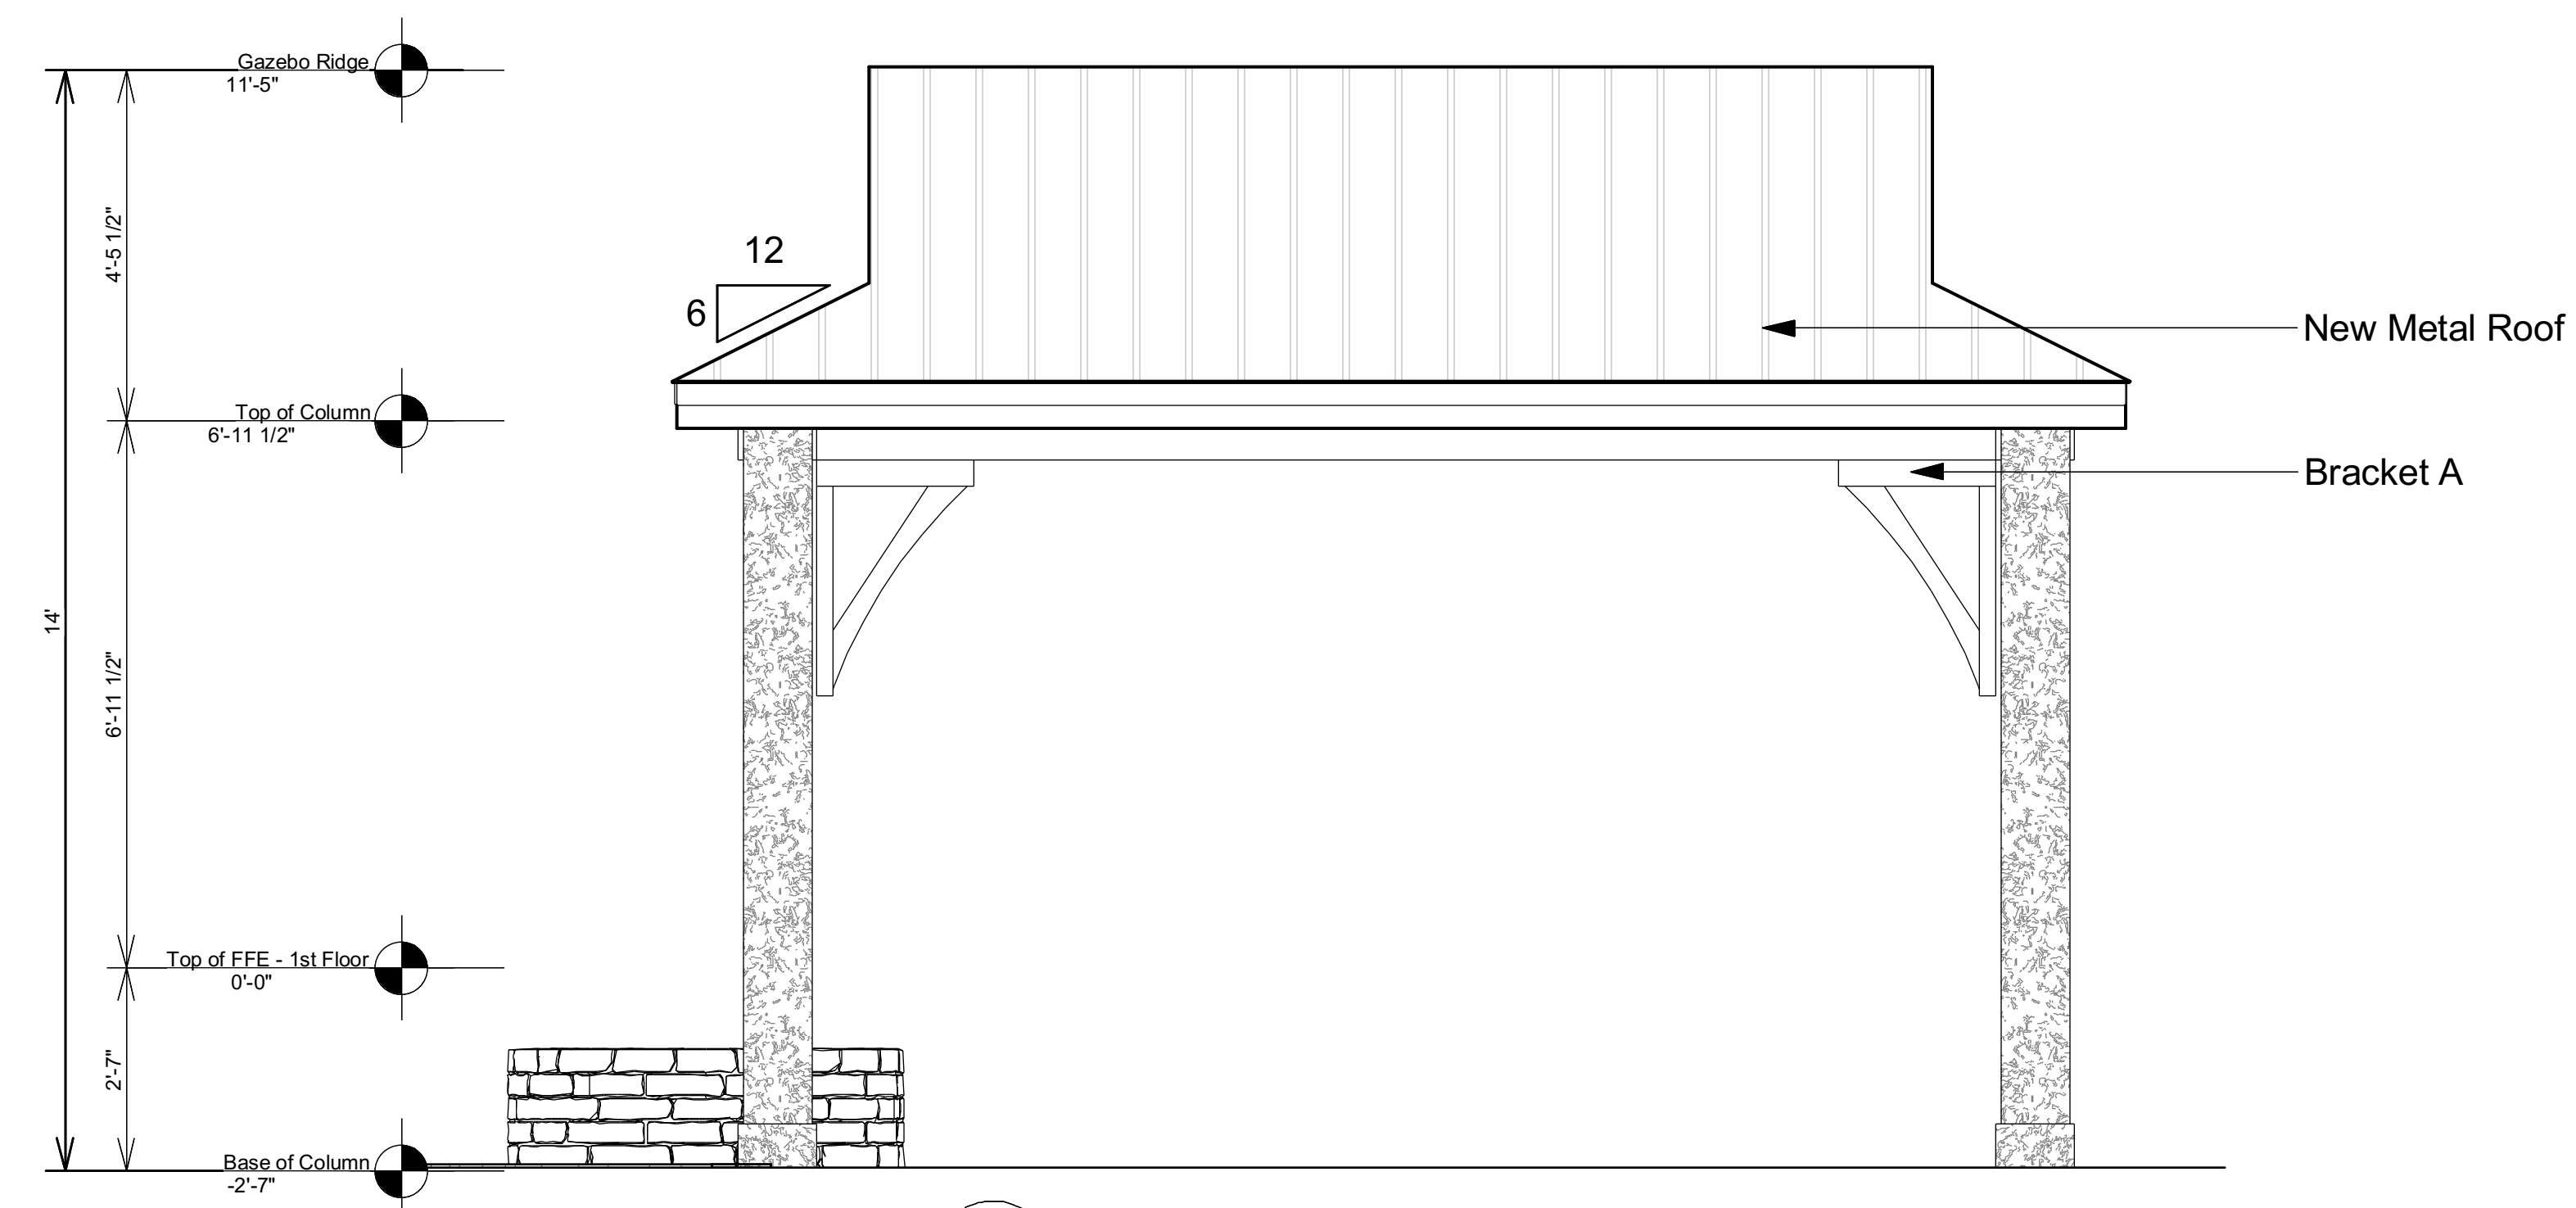 Gazebo Ridge
11'-5"
4'-5 1/2"
12
6
New Metal Roof
Top of Column
6'-11 1/2"
Bracket A
14'
6'-11 1/2"
Top of FFE - 1st Floor
0'-0"
2'-7"
Base of Column
-2'-7"